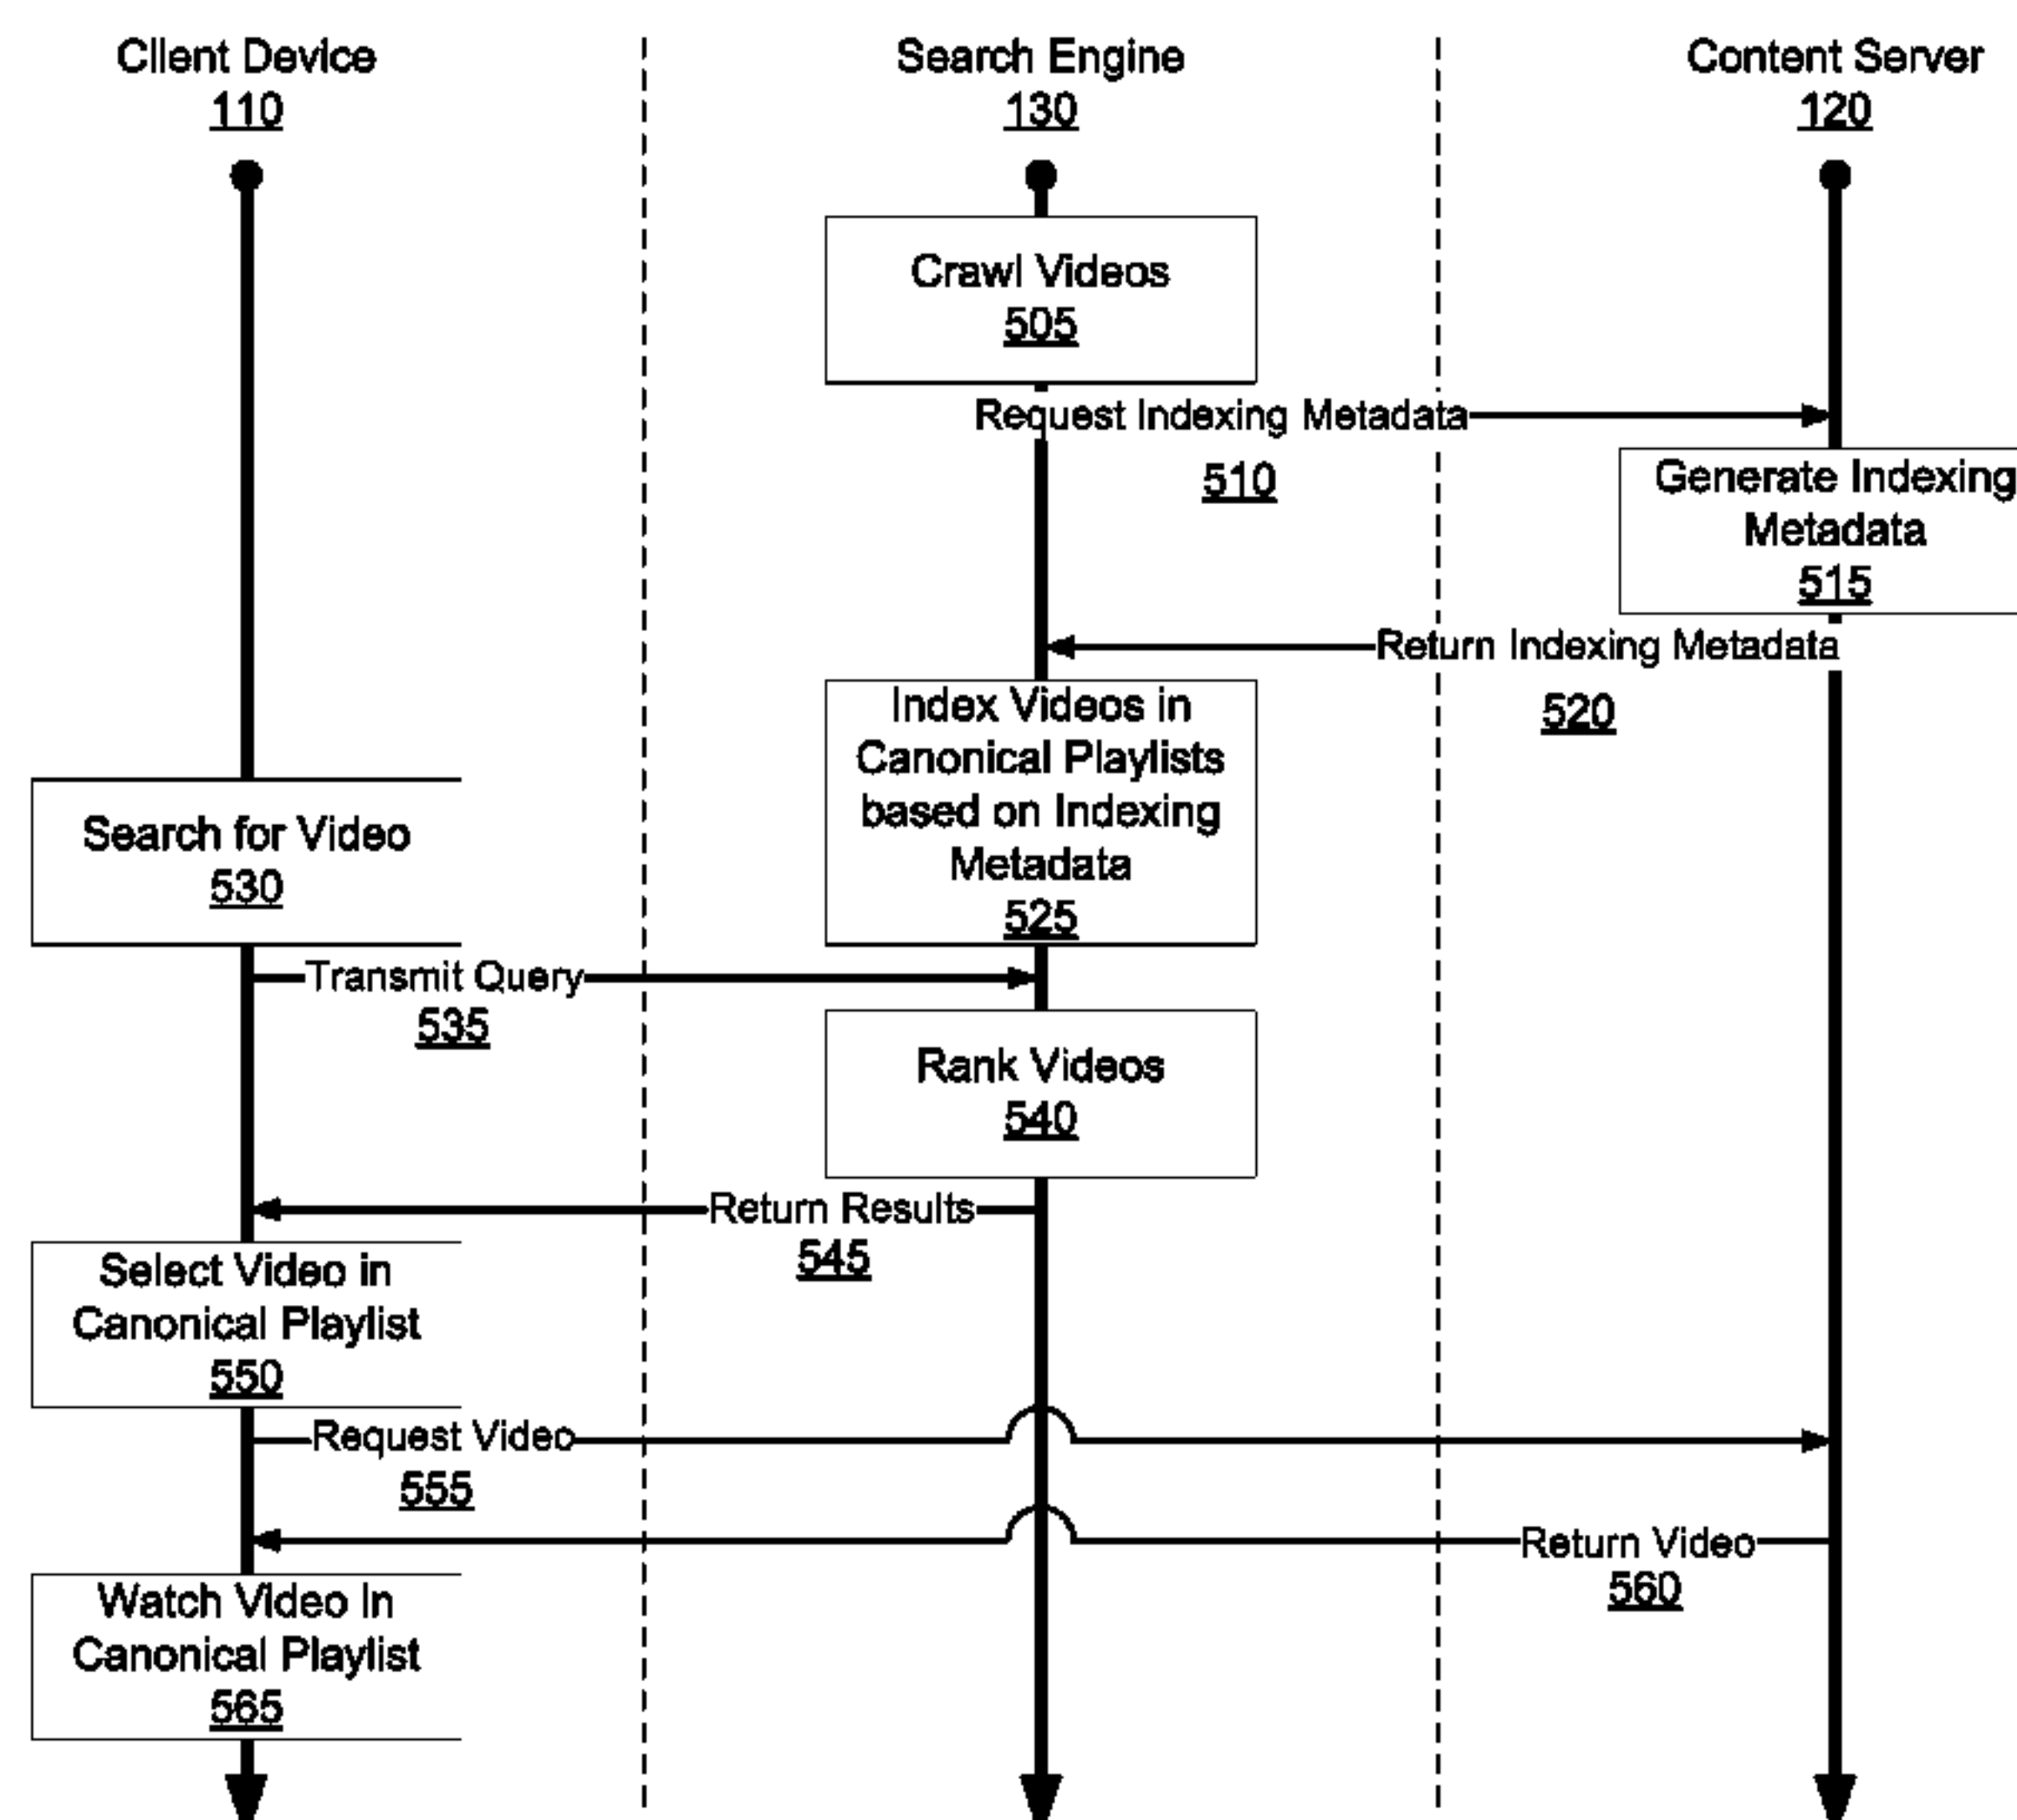 Client Device
110
Search Engine
130
Content Server
120
Crawl Videos
505
Request Indexing Metadata
510
Generate Indexing
Metadata
515
Return Indexing Metadata
520
Index Videos in
Canonical Playlists
based on Indexing
Metadata
525
Search for Video
530
Transmit Query
535
Rank Videos
540
Return Results
545
Select Video in
Canonical Playlist
550
Request Video
555
Return Video
560
Watch Video in
Canonical Playlist
565